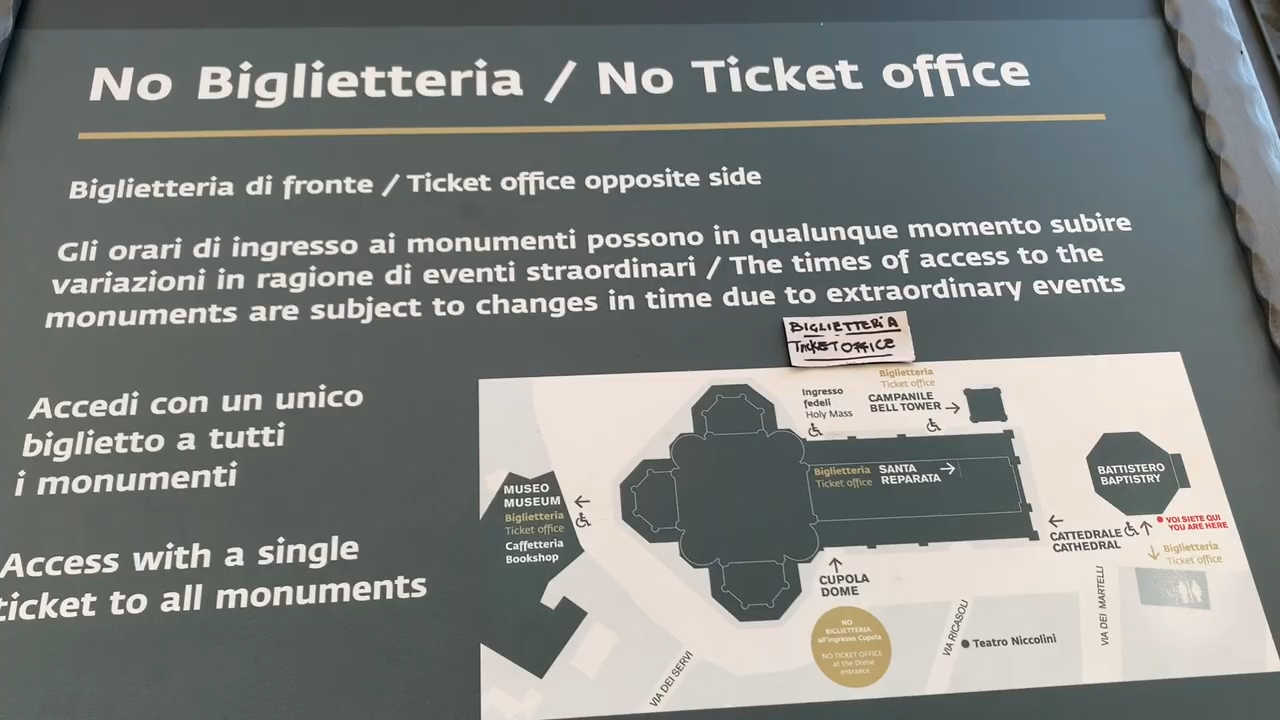 No Biglietteria / No Ticket office
Biglietteria di fronte / Ticket office opposite side
Gli orari di ingresso ai monumenti possono in qualunque momento subire
variazioni in ragione di eventi straordinari / The times of access to the
monuments are subject to changes in time due to extraordinary events
Accedi con un unico
biglietto a tutti
i monumenti
Access with a single
ticket to all monuments
BIGLIETTERIA
TICKET OFFICE
Biglietteria
Ticket office
Ingresso
fedeli
Holy Mass
CAMPANILE
BELL TOWER
Biglietteria
Ticket office
SANTA
REPARATA
BATTISTERO
BAPTISTRY
MUSEO
MUSEUM
Biglietteria
Ticket office
Caffetteria
Bookshop
VOI SIETE QUI
YOU ARE HERE
CATTEDRALE
CATHEDRAL
Biglietteria
Ticket office
CUPOLA
DOME
NO
BIGLIETTERIA
all'ingresso Cupola
NO TICKET OFFICE
at the Dome
entrance
VIA DEI SERVI
VIA RICASOLI
Teatro Niccolini
VIA DEI MARTELLI